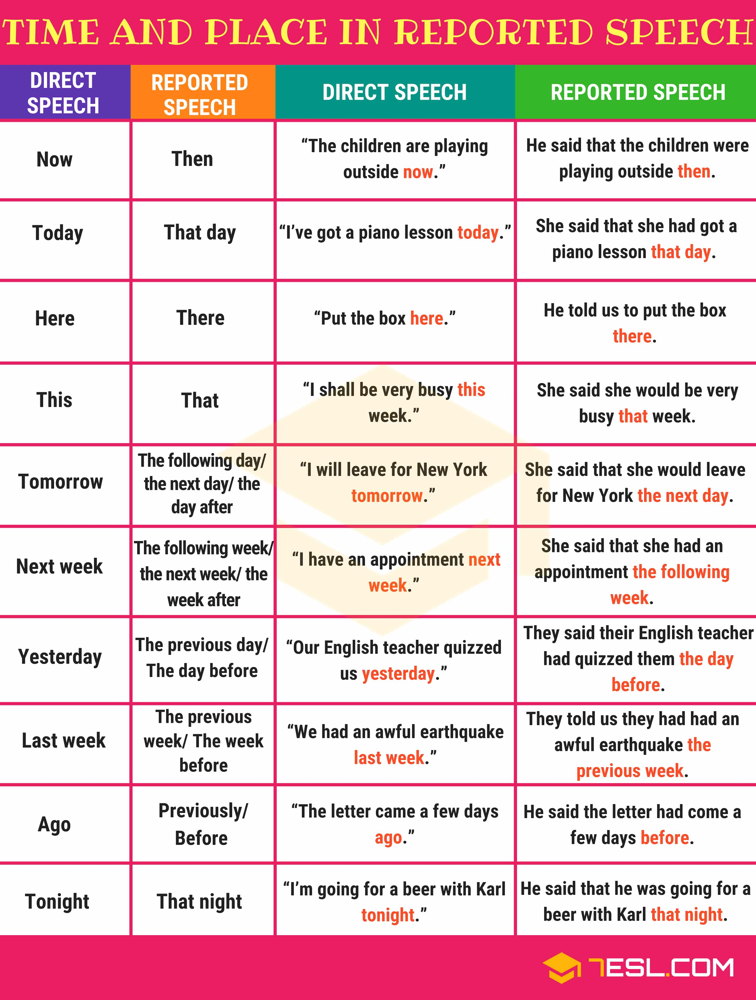 TIME AND PLACE IN REPORTED SPEECH
DIRECT
SPEECH
REPORTED
SPEECH
DIRECT SPEECH
REPORTED SPEECH
Now
Then
“The children are playing
outside now.”
He said that the children were
playing outside then.
Today
That day
“I’ve got a piano lesson today.”
She said that she had got a
piano lesson that day.
Here
There
“Put the box here.”
He told us to put the box
there.
This
That
“I shall be very busy this
week.”
She said she would be very
busy that week.
Tomorrow
The following day/
the next day/ the
day after
“I will leave for New York
tomorrow.”
She said that she would leave
for New York the next day.
Next week
The following week/
the next week/ the
week after
“I have an appointment next
week.”
She said that she had an
appointment the following
week.
Yesterday
The previous day/
The day before
“Our English teacher quizzed
us yesterday.”
They said their English teacher
had quizzed them the day
before.
Last week
The previous
week/ The week
before
“We had an awful earthquake
last week.”
They told us they had had an
awful earthquake the
previous week.
Ago
Previously/
Before
“The letter came a few days
ago.”
He said the letter had come a
few days before.
Tonight
That night
“I’m going for a beer with Karl
tonight.”
He said that he was going for a
beer with Karl that night.
7ESL.COM